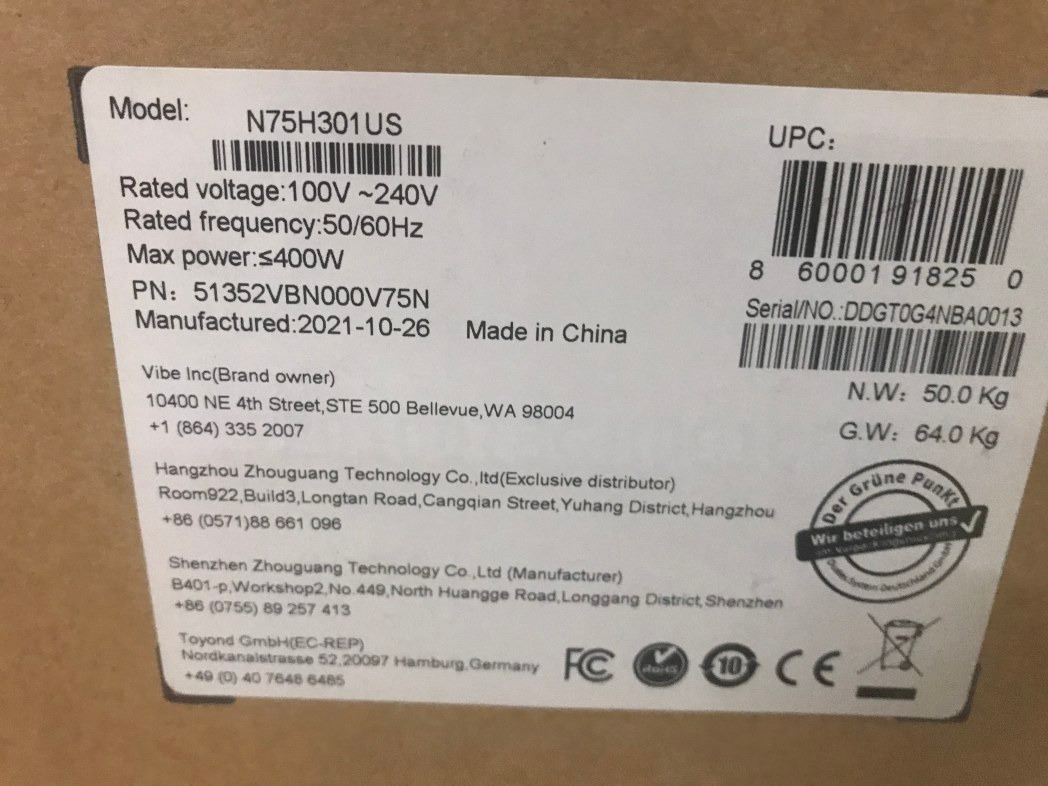 Model: N75H301US
Rated voltage:100V ~240V
Rated frequency:50/60Hz
Max power:≤400W
PN: 51352VBN000V75N
Manufactured:2021-10-26 Made in China
UPC:
8 60001 91825 0
Serial/NO.:DDGT0G4NBA0013
N.W: 50.0 Kg
G.W: 64.0 Kg
Vibe Inc(Brand owner)
10400 NE 4th Street,STE 500 Bellevue,WA 98004
+1 (864) 335 2007
Hangzhou Zhouguang Technology Co.,ltd(Exclusive distributor)
Room922,Build3,Longtan Road,Cangqian Street,Yuhang District,Hangzhou
+86 (0571)88 661 096
Shenzhen Zhouguang Technology Co.,Ltd (Manufacturer)
B401-p,Workshop2,No.449,North Huangge Road,Longgang District,Shenzhen
+86 (0755) 89 257 413
Toyond GmbH(EC-REP)
Nordkanalstrasse 52,20097 Hamburg,Germany
+49 (0) 40 7648 6485
Der Grüne Punkt
Wir beteiligen uns
Duales System Deutschland GmbH
FC
RoHS
10
CE